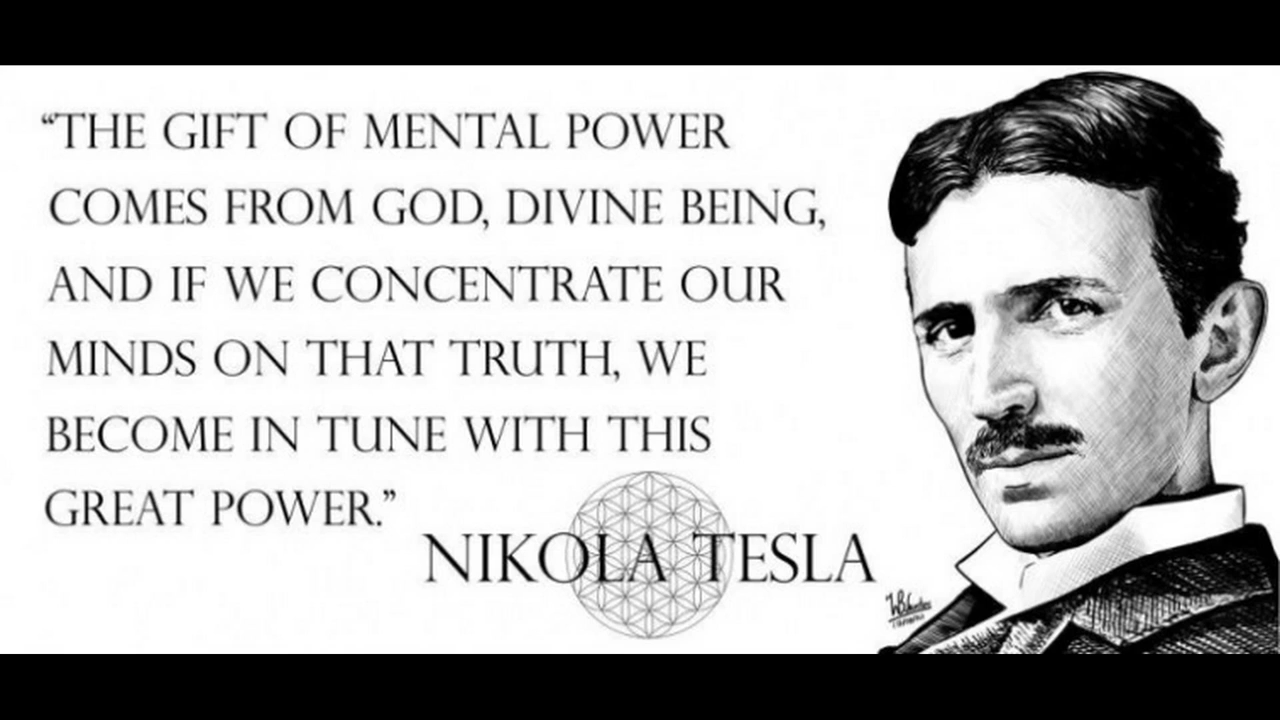 “THE GIFT OF MENTAL POWER
COMES FROM GOD, DIVINE BEING,
AND IF WE CONCENTRATE OUR
MINDS ON THAT TRUTH, WE
BECOME IN TUNE WITH THIS
GREAT POWER.”
NIKOLA TESLA